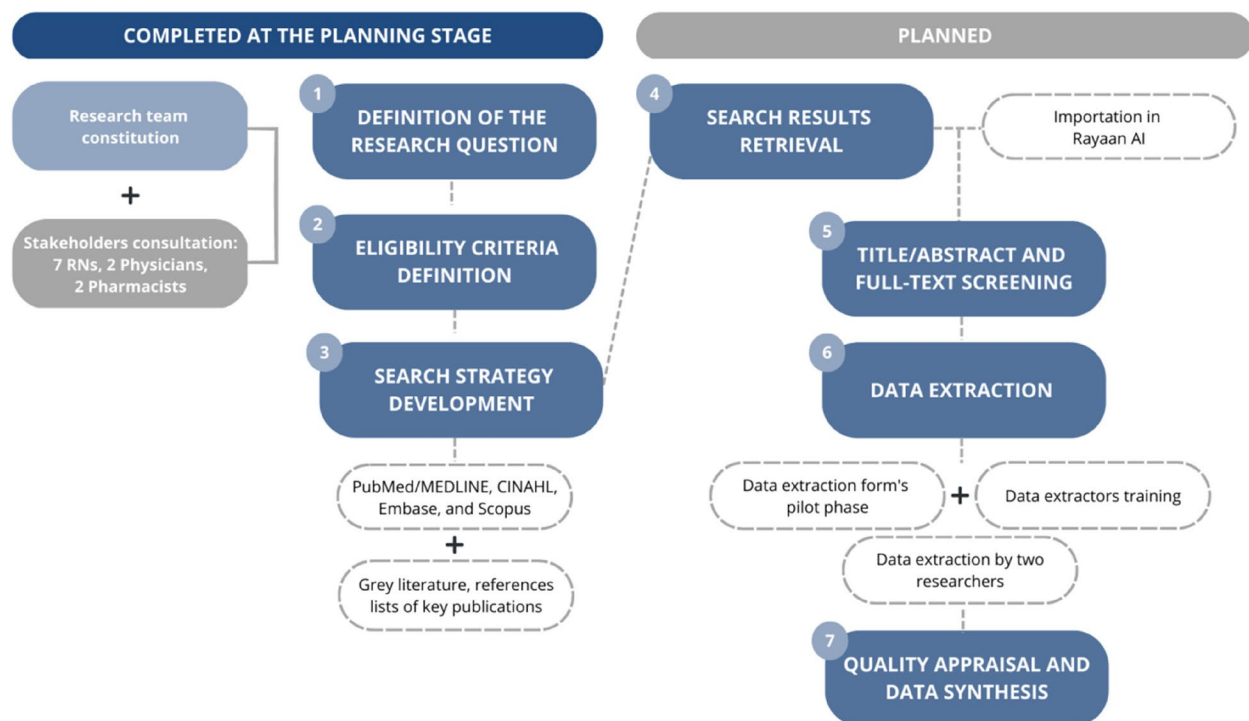 COMPLETED AT THE PLANNING STAGE
Research team
constitution
+
Stakeholders consultation:
7 RNs, 2 Physicians,
2 Pharmacists
1
DEFINITION OF THE
RESEARCH QUESTION
2
ELIGIBILITY CRITERIA
DEFINITION
3
SEARCH STRATEGY
DEVELOPMENT
PubMed/MEDLINE, CINAHL,
Embase, and Scopus
+
Grey literature, references
lists of key publications
PLANNED
4
SEARCH RESULTS
RETRIEVAL
Importation in
Rayaan AI
5
TITLE/ABSTRACT AND
FULL-TEXT SCREENING
6
DATA EXTRACTION
Data extraction form's
pilot phase
+
Data extractors training
Data extraction by two
researchers
7
QUALITY APPRAISAL AND
DATA SYNTHESIS